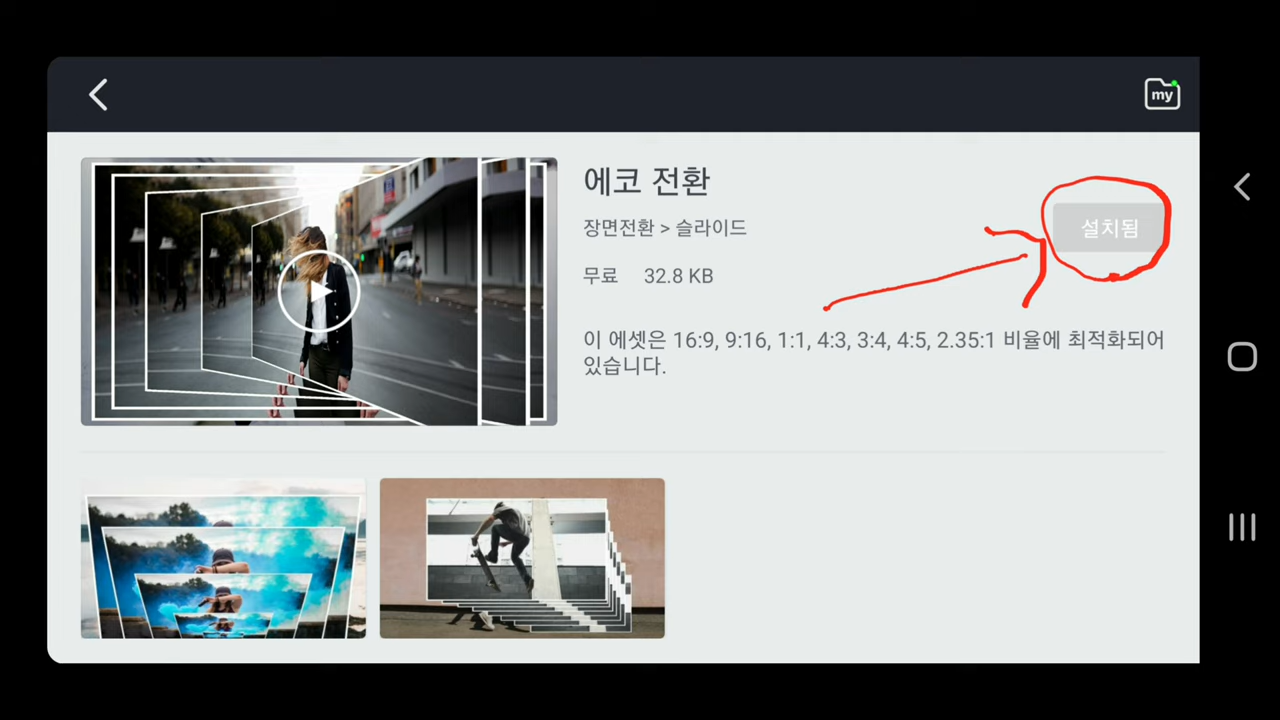 my
에코 전환
장면전환 > 슬라이드
설치됨
무료 32.8 KB
이 에셋은 16:9, 9:16, 1:1, 4:3, 3:4, 4:5, 2.35:1 비율에 최적화되어
있습니다.